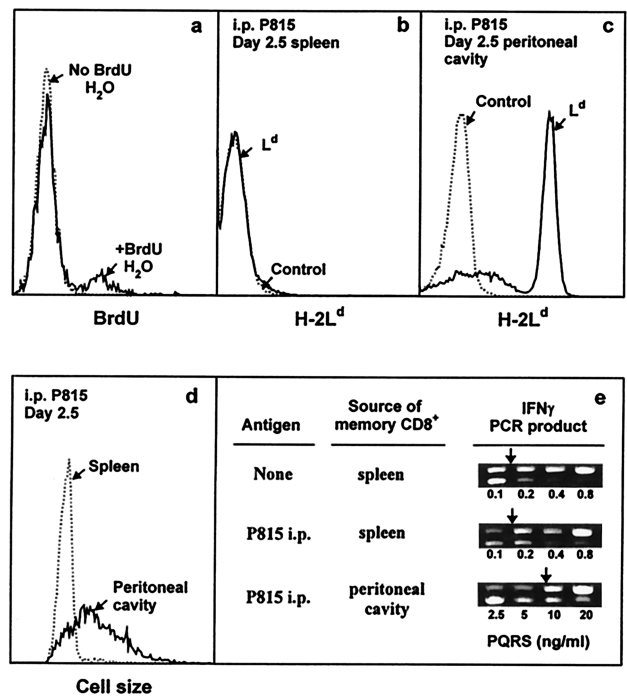 a
No BrdU
H2O
+BrdU
H2O
BrdU
i.p. P815
Day 2.5 spleen
b
Ld
Control
H-2Ld
i.p. P815
Day 2.5 peritoneal
cavity
c
Control
Ld
H-2Ld
i.p. P815
Day 2.5
d
Spleen
Peritoneal
cavity
Cell size
e
Antigen
Source of
memory CD8+
IFNγ
PCR product
None
spleen
0.1 0.2 0.4 0.8
P815 i.p.
spleen
0.1 0.2 0.4 0.8
P815 i.p.
peritoneal
cavity
2.5 5 10 20
PQRS (ng/ml)